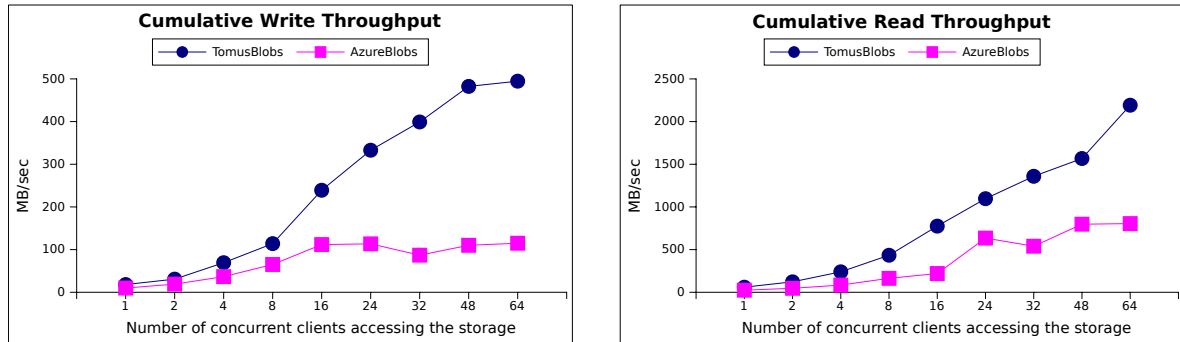 Cumulative Write Throughput
TomusBlobs AzureBlobs
500
400
300
200
100
0
MB/sec
1 2 4 8 16 24 32 48 64
Number of concurrent clients accessing the storage
Cumulative Read Throughput
TomusBlobs AzureBlobs
2500
2000
1500
1000
500
0
MB/sec
1 2 4 8 16 24 32 48 64
Number of concurrent clients accessing the storage